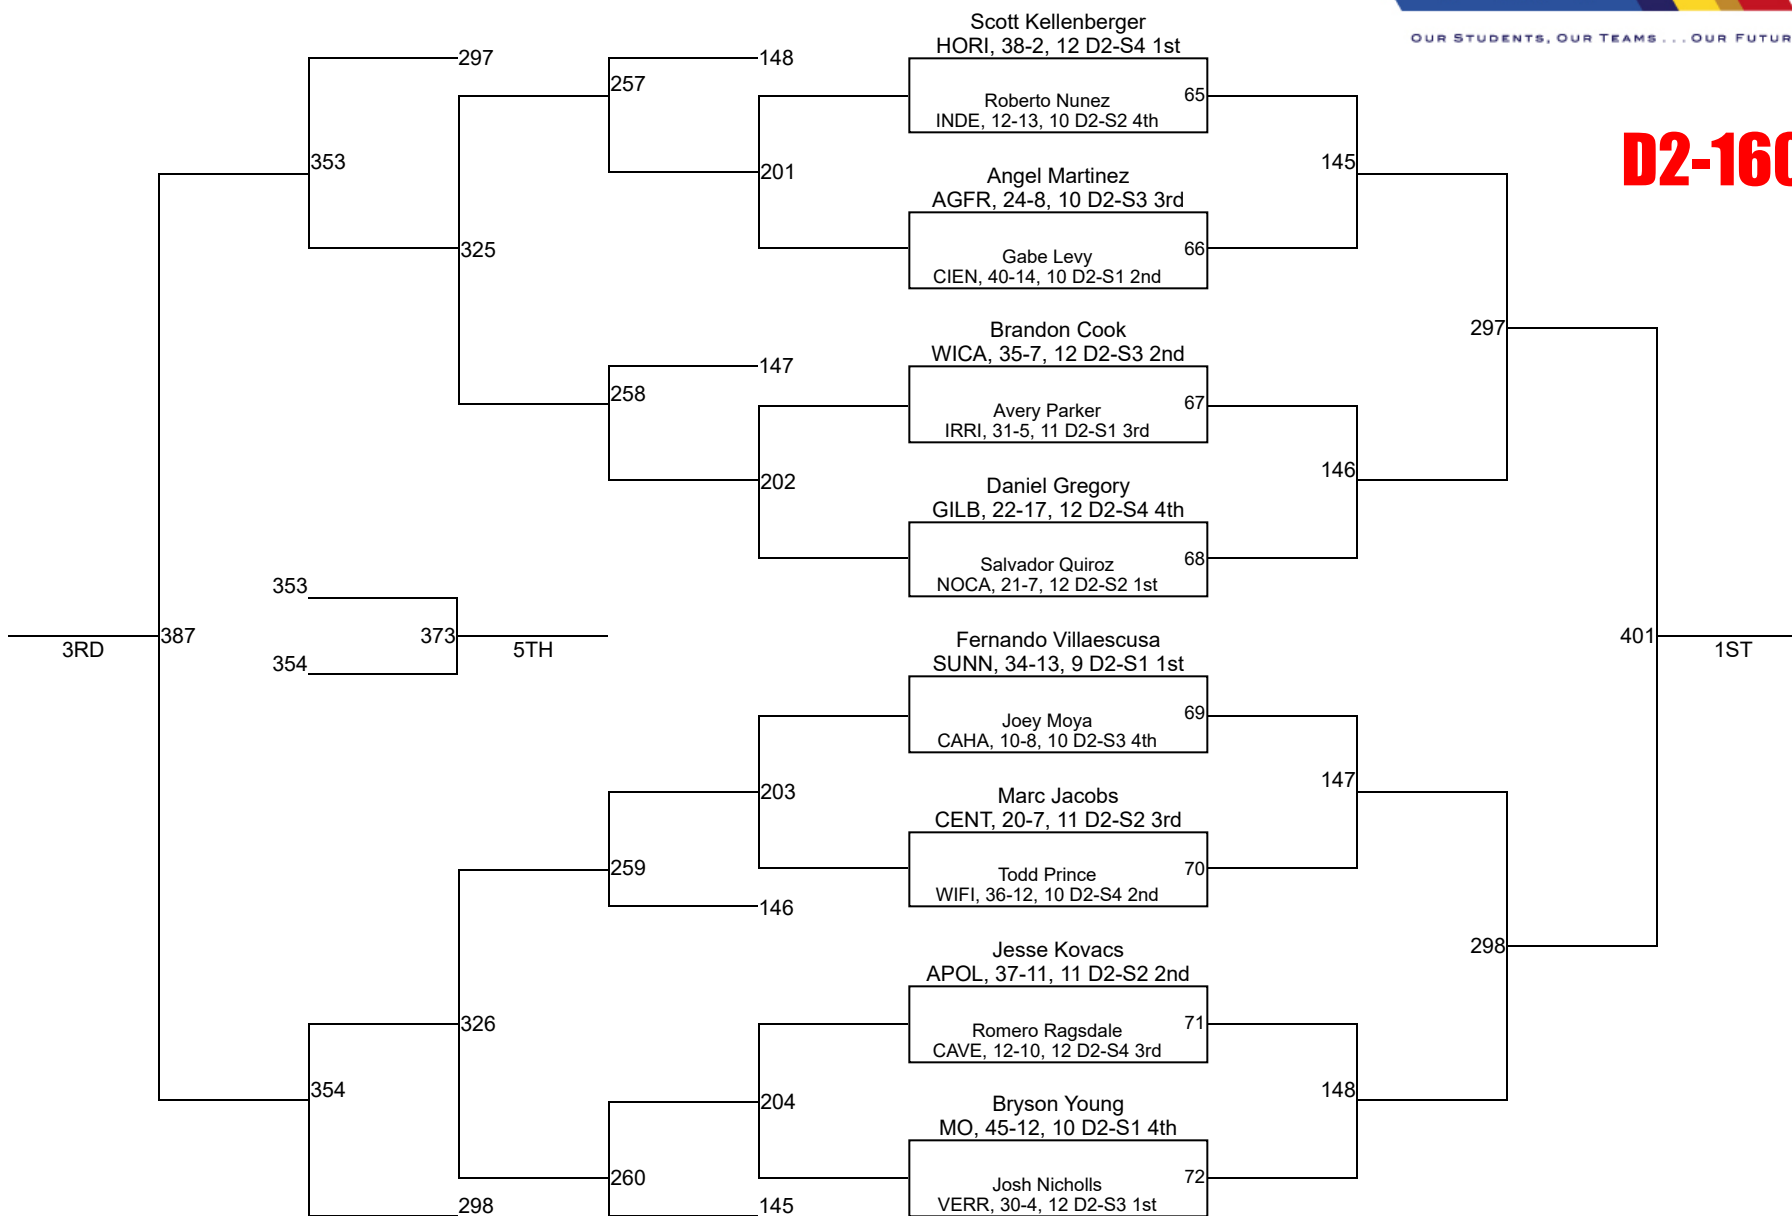 OUR STUDENTS, OUR TEAMS . . . OUR FUTUR
D2-160
Scott Kellenberger
HORI, 38-2, 12 D2-S4 1st
Roberto Nunez
INDE, 12-13, 10 D2-S2 4th
65
Angel Martinez
AGFR, 24-8, 10 D2-S3 3rd
Gabe Levy
CIEN, 40-14, 10 D2-S1 2nd
66
Brandon Cook
WICA, 35-7, 12 D2-S3 2nd
Avery Parker
IRRI, 31-5, 11 D2-S1 3rd
67
Daniel Gregory
GILB, 22-17, 12 D2-S4 4th
Salvador Quiroz
NOCA, 21-7, 12 D2-S2 1st
68
Fernando Villaescusa
SUNN, 34-13, 9 D2-S1 1st
Joey Moya
CAHA, 10-8, 10 D2-S3 4th
69
Marc Jacobs
CENT, 20-7, 11 D2-S2 3rd
Todd Prince
WIFI, 36-12, 10 D2-S4 2nd
70
Jesse Kovacs
APOL, 37-11, 11 D2-S2 2nd
Romero Ragsdale
CAVE, 12-10, 12 D2-S4 3rd
71
Bryson Young
MO, 45-12, 10 D2-S1 4th
Josh Nicholls
VERR, 30-4, 12 D2-S3 1st
72
145
146
147
148
297
298
401
1ST
148
201
257
147
202
258
325
297
353
203
146
259
204
145
260
326
298
354
387
3RD
353
354
373
5TH